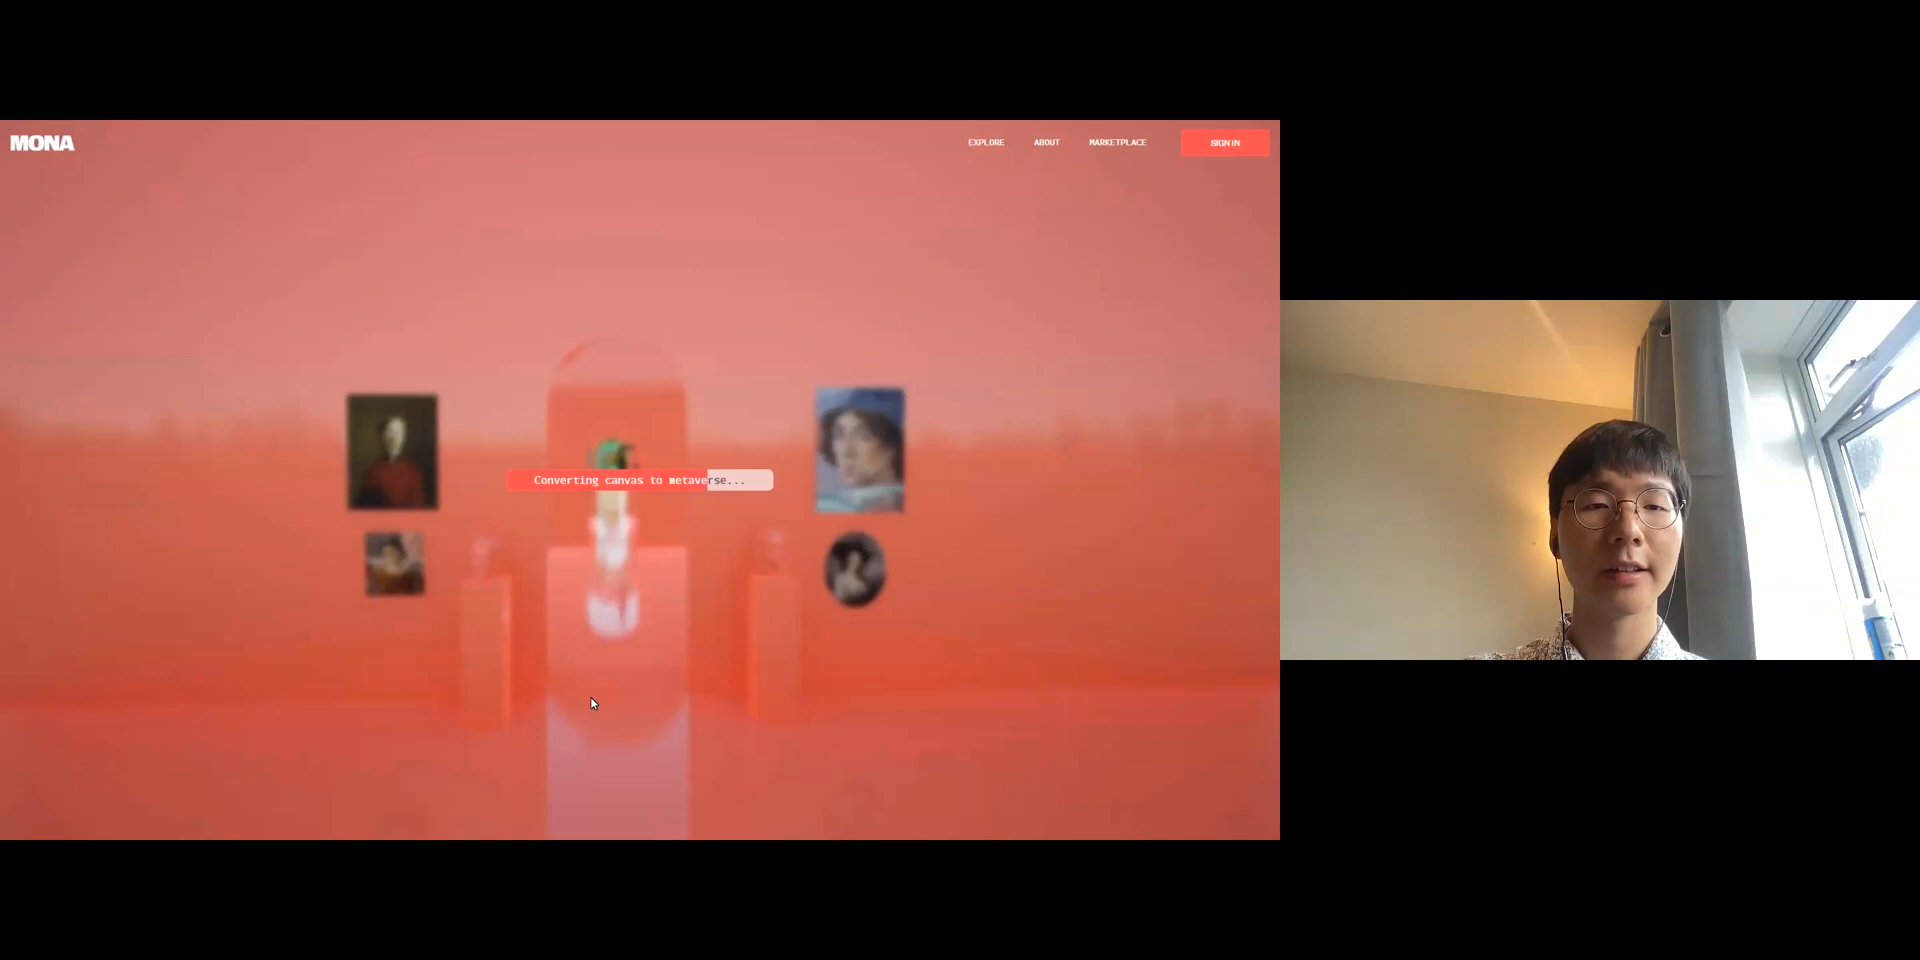 MONA
EXPLORE
ABOUT
MARKETPLACE
SIGN IN
Converting canvas to metaverse...